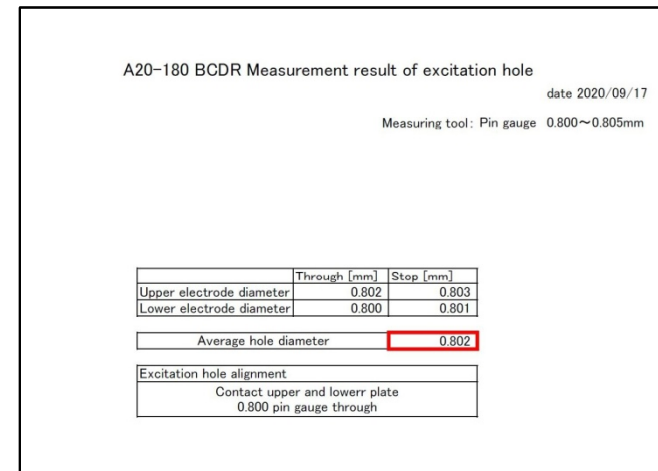 A20-180 BCDR Measurement result of excitation hole
date 2020/09/17
Measuring tool: Pin gauge 0.800～0.805mm
Through [mm] Stop [mm]
Upper electrode diameter 0.802 0.803
Lower electrode diameter 0.800 0.801
Average hole diameter 0.802
Excitation hole alignment
Contact upper and lowerr plate
0.800 pin gauge through